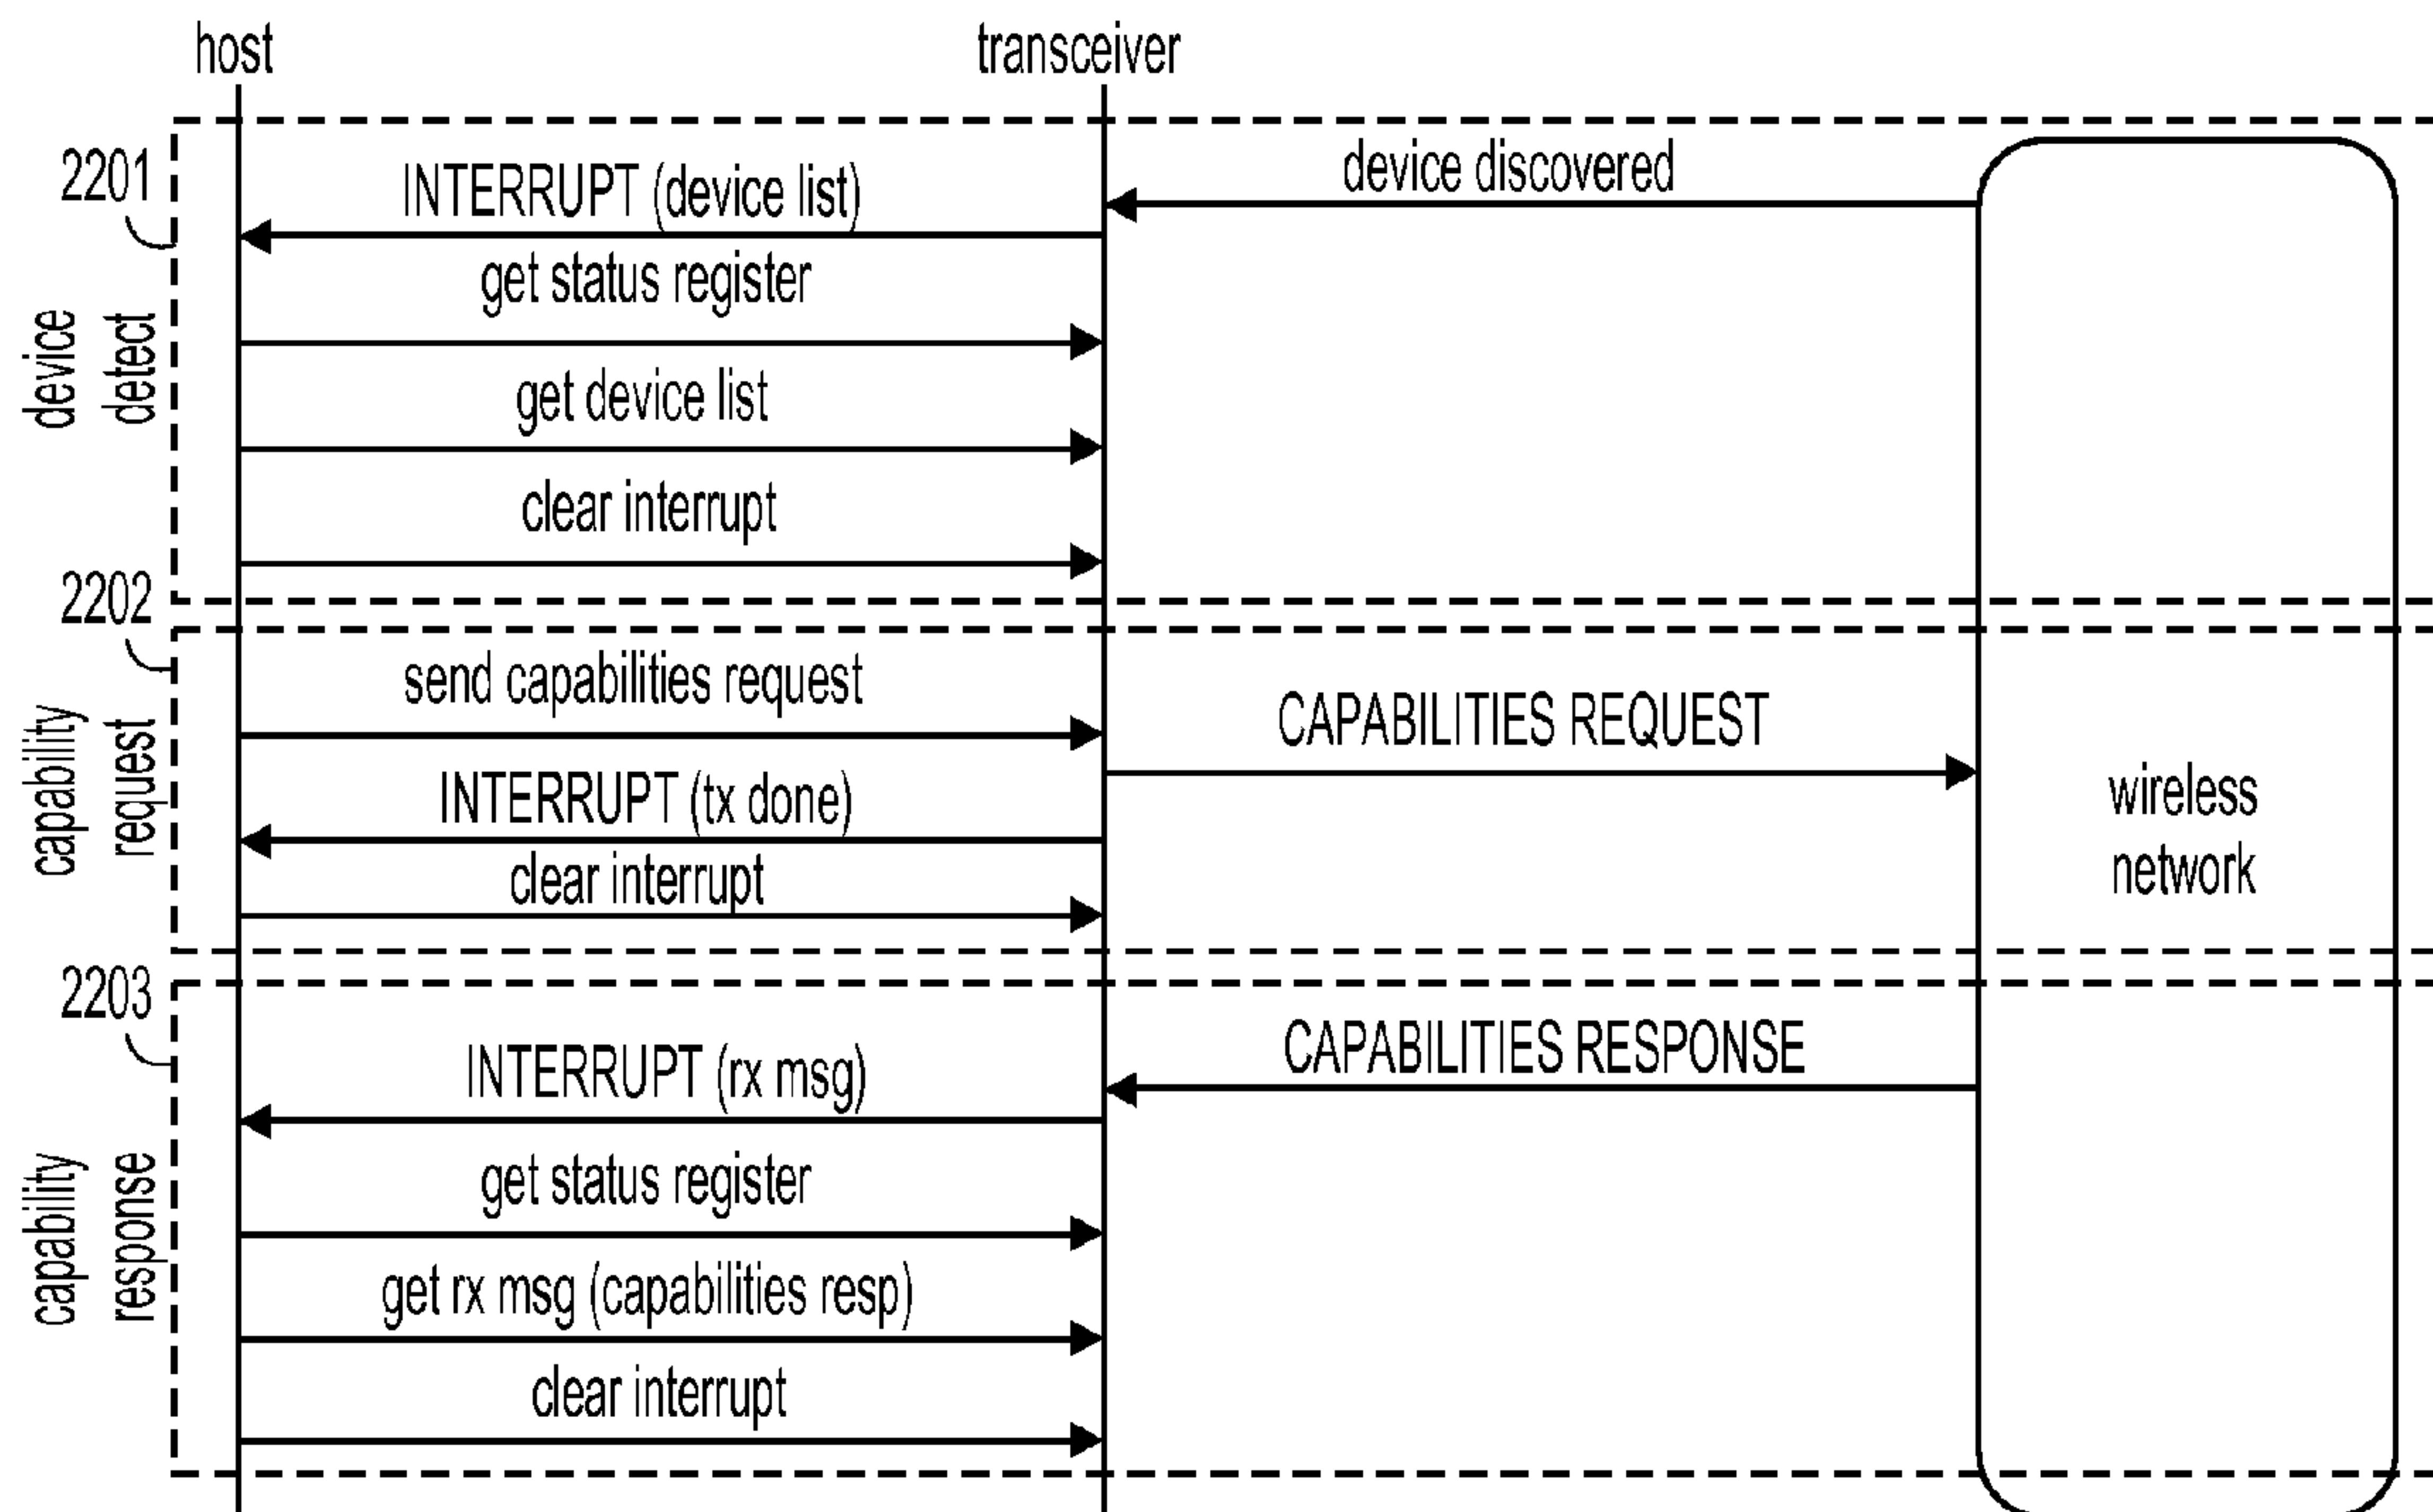 host
transceiver
2201
device
detect
INTERRUPT (device list)
device discovered
get status register
get device list
clear interrupt
2202
capability
request
send capabilities request
CAPABILITIES REQUEST
INTERRUPT (tx done)
clear interrupt
wireless
network
2203
capability
response
CAPABILITIES RESPONSE
INTERRUPT (rx msg)
get status register
get rx msg (capabilities resp)
clear interrupt